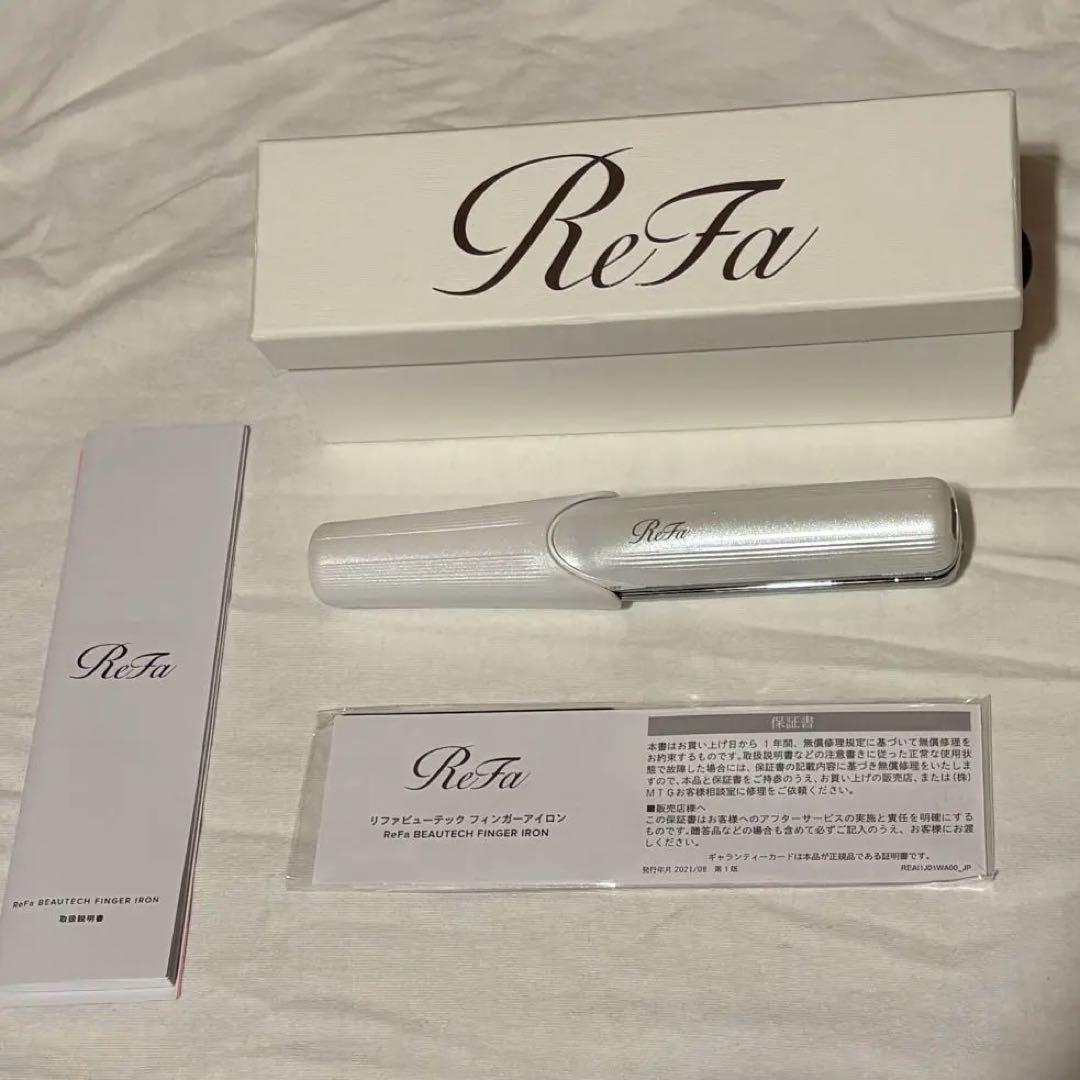 ReFa
ReFa
ReFa
ReFa BEAUTECH FINGER IRON
取扱説明書
ReFa
リファビューテック フィンガーアイロン
ReFa BEAUTECH FINGER IRON
保証書
本書はお買い上げ日から 1 年間、無償修理規定に基づいて無償修理を
お約束するものです。取扱説明書などの注意書きに従った正常な使用状
態で故障した場合には、保証書の記載内容に基づき無償修理をいたしま
すので、本品と保証書をご持参のうえ、お買い上げの販売店、または(株)
MTGお客様相談室に修理をご依頼ください。
■販売店様へ
この保証書はお客様へのアフターサービスの実施と責任を明確にする
ものです。贈答品などの場合も含めて必ずご記入のうえ、お客様にお渡
しください。
ギャランティーカードは本品が正規品である証明書です。
発行年月 2021/08 第1版
REAI1J01WA00_JP